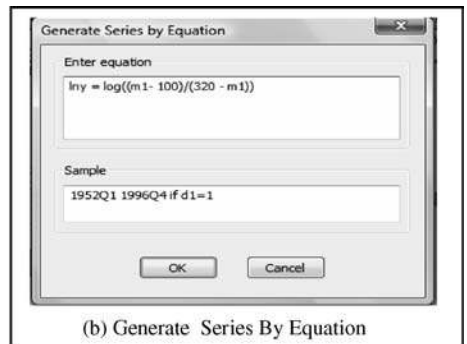 Generate Series by Equation
Enter equation
lny = log((m1- 100)/(320 - m1))
Sample
1952Q1 1996Q4 if d1=1
OK
Cancel
(b) Generate Series By Equation